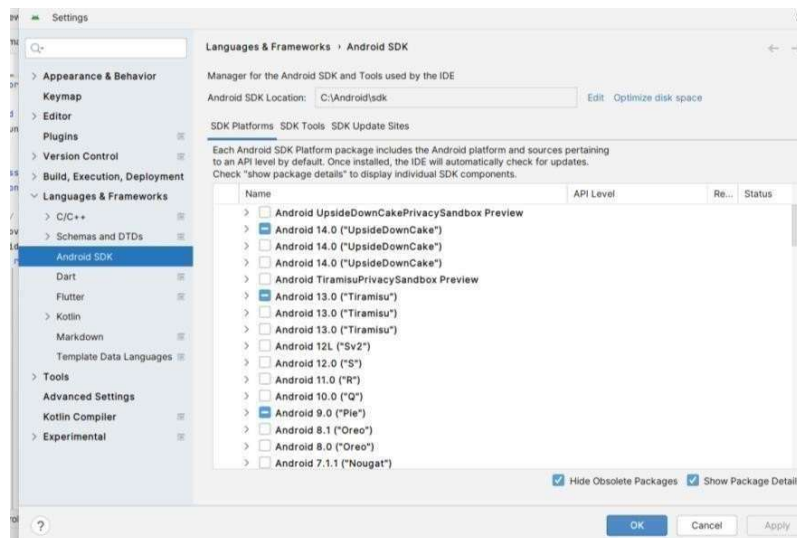 Settings
Languages & Frameworks › Android SDK
Manager for the Android SDK and Tools used by the IDE
Android SDK Location: C:\Android\sdk Edit Optimize disk space
SDK Platforms SDK Tools SDK Update Sites
Each Android SDK Platform package includes the Android platform and sources pertaining
to an API level by default. Once installed, the IDE will automatically check for updates.
Check "show package details" to display individual SDK components.
Appearance & Behavior
Keymap
Editor
Plugins
Version Control
Build, Execution, Deployment
Languages & Frameworks
C/C++
Schemas and DTDs
Android SDK
Dart
Flutter
Kotlin
Markdown
Template Data Languages
Tools
Advanced Settings
Kotlin Compiler
Experimental
Name API Level Re... Status
Android UpsideDownCakePrivacySandbox Preview
Android 14.0 ("UpsideDownCake")
Android 14.0 ("UpsideDownCake")
Android 14.0 ("UpsideDownCake")
Android TiramisuPrivacySandbox Preview
Android 13.0 ("Tiramisu")
Android 13.0 ("Tiramisu")
Android 13.0 ("Tiramisu")
Android 12L ("Sv2")
Android 12.0 ("S")
Android 11.0 ("R")
Android 10.0 ("Q")
Android 9.0 ("Pie")
Android 8.1 ("Oreo")
Android 8.0 ("Oreo")
Android 7.1.1 ("Nougat")
Hide Obsolete Packages Show Package Detail
? OK Cancel Apply